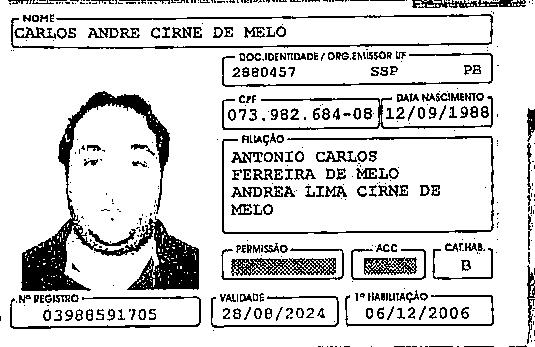 NOME
CARLOS ANDRE CIRNE DE MELO
DOC.IDENTIDADE / ORG.EMISSOR UF
2880457 SSP PB
CPF DATA NASCIMENTO
073.982.684-08 12/09/1988
FILIAÇÃO
ANTONIO CARLOS
FERREIRA DE MELO
ANDREA LIMA CIRNE DE
MELO
PERMISSÃO ACC CAT.HAB.
B
Nº REGISTRO VALIDADE 1ª HABILITAÇÃO
03988591705 28/08/2024 06/12/2006